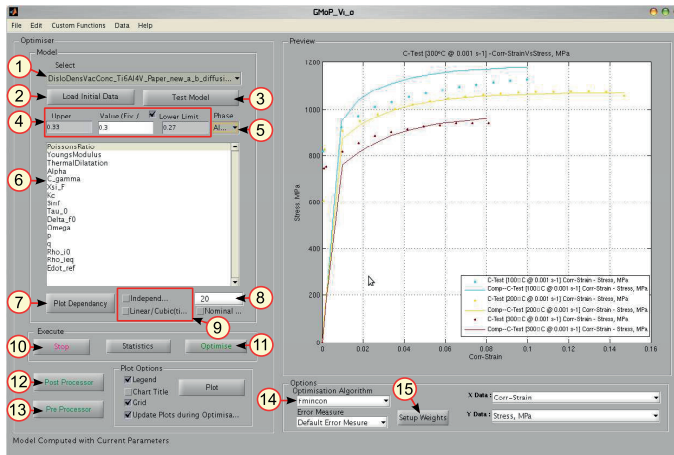 GMoP_Vi_0
File Edit Custom Functions Data Help
Optimiser
Model
Select
DisloDensVacConc_Ti6Al4V_Paper_new_a_b_diffusi...
Load Initial Data
Test Model
Upper
Value (Fix /
Lower Limit
Phase
0.33
0.3
0.27
Al...
PoissonsRatio
YoungsModulus
ThermalDilatation
Alpha
C_gamma
Xsi_F
Kc
Tau_0
Delta_f0
Omega
p
q
Rho_i0
Rho_ieq
Edot_ref
Plot Dependancy
Independ...
Linear/Cubic(ti...
20
Nominal ...
Execute
Stop
Statistics
Optimise
Post Processor
Pre Processor
Plot Options
Legend
Chart Title
Grid
Update Plots during Optimisa...
Plot
Model Computed with Current Parameters
1
2
3
4
5
6
7
8
9
10
11
12
13
14
15
Preview
C-Test [300ºC @ 0.001 s-1] -Corr-StrainVsStress, MPa
Stress, MPa
1200
1000
800
600
400
200
0
0
0.02
0.04
0.06
0.08
0.1
0.12
0.14
0.16
Corr-Strain
C-Test [100□C @ 0.001 s-1] Corr-Strain - Stress, MPa
Comp--C-Test [100□C @ 0.001 s-1] Corr-Strain - Stress, MPa
C-Test [200□C @ 0.001 s-1] Corr-Strain - Stress, MPa
Comp--C-Test [200□C @ 0.001 s-1] Corr-Strain - Stress, MPa
C-Test [300□C @ 0.001 s-1] Corr-Strain - Stress, MPa
Comp--C-Test [300□C @ 0.001 s-1] Corr-Strain - Stress, MPa
Options
Optimisation Algorithm
Fmincon
Error Measure
Default Error Mesure
Setup Weights
X Data : Corr-Strain
Y Data : Stress, MPa